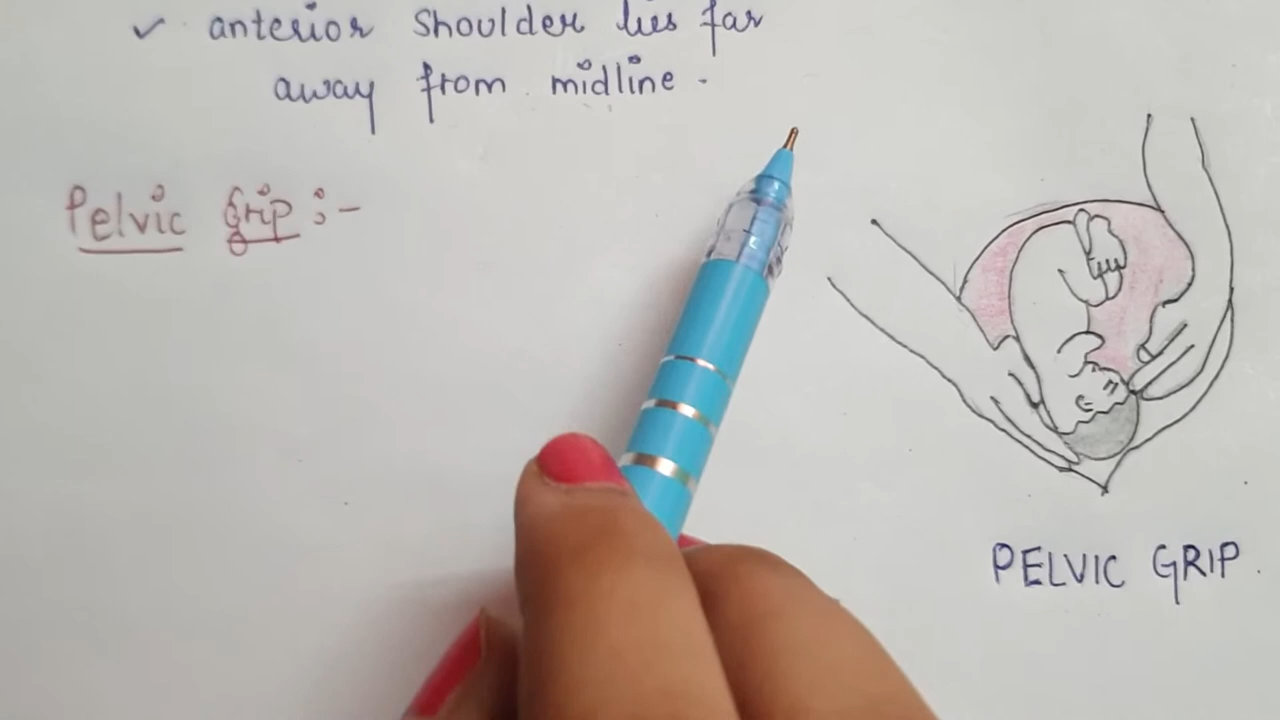 ✓ anterior shoulder lies far
away from midline.
Pelvic Grip :-
PELVIC GRIP.